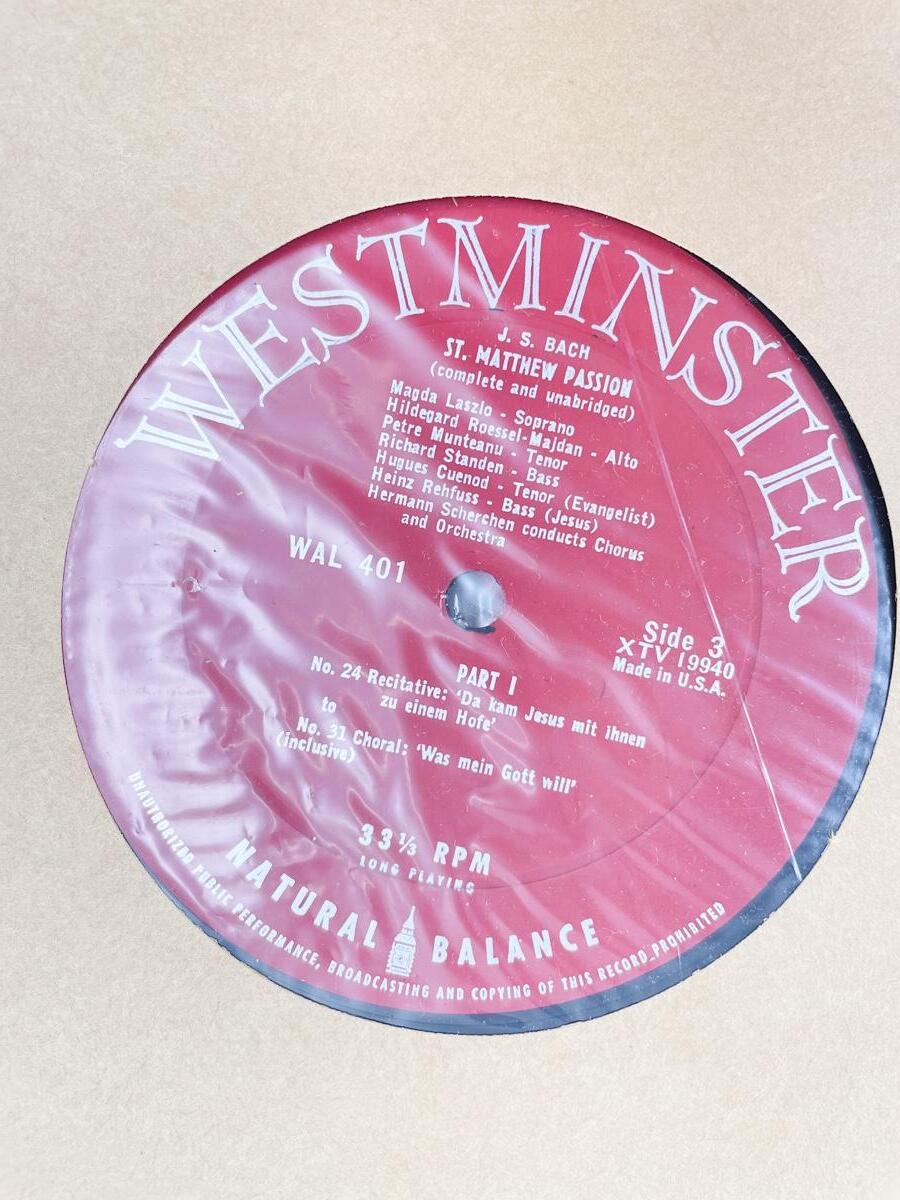 WESTMINSTER
J. S. BACH
ST. MATTHEW PASSION
(complete and unabridged)
Magda Laszlo - Soprano
Hildegard Roessel-Majdan - Alto
Petre Munteanu - Tenor
Richard Standen - Bass
Hugues Cuenod - Tenor (Evangelist)
Heinz Rehfuss - Bass (Jesus)
Hermann Scherchen conducts Chorus
and Orchestra
WAL 401
Side 3
XTV 19940
Made in U.S.A.
PART I
No. 24 Recitative: 'Da kam Jesus mit ihnen
zu einem Hofe'
to
No. 31 Choral: 'Was mein Gott will'
(inclusive)
33⅓ RPM
LONG PLAYING
NATURAL BALANCE
UNAUTHORIZED PUBLIC PERFORMANCE, BROADCASTING AND COPYING OF THIS RECORD PROHIBITED